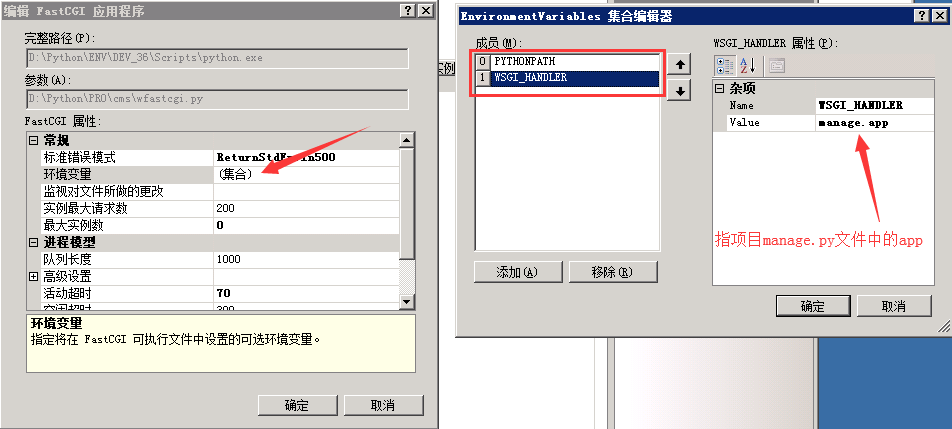 编辑 FastCGI 应用程序
完整路径(P):
D:\Python\ENV\DEV_36\Scripts\python.exe
参数(A):
D:\Python\PRO\cms\wfastcgi.py
FastCGI 属性:
常规
标准错误模式
环境变量 (集合)
监视对文件所做的更改
实例最大请求数 200
最大实例数 0
进程模型
队列长度 1000
高级设置
活动超时 70
环境变量
指定将在 FastCGI 可执行文件中设置的可选环境变量。
确定 取消
实例
EnvironmentVariables 集合编辑器
成员(M):
0 PYTHONPATH
1 WSGI_HANDLER
添加(A) 移除(R)
WSGI_HANDLER 属性(P):
杂项
Name WSGI_HANDLER
Value manage.app
指项目manage.py文件中的app
确定 取消